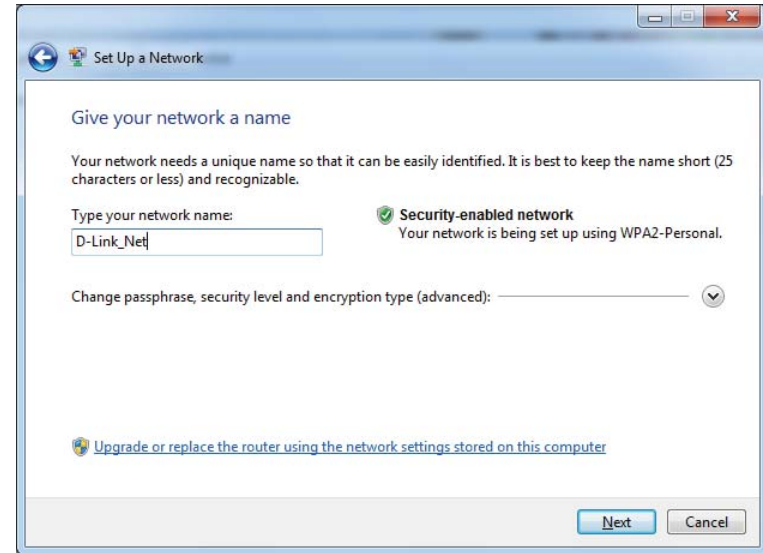 Set Up a Network
Give your network a name
Your network needs a unique name so that it can be easily identified. It is best to keep the name short (25
characters or less) and recognizable.
Type your network name:
D-Link_Net
Security-enabled network
Your network is being set up using WPA2-Personal.
Change passphrase, security level and encryption type (advanced):
Upgrade or replace the router using the network settings stored on this computer
Next
Cancel